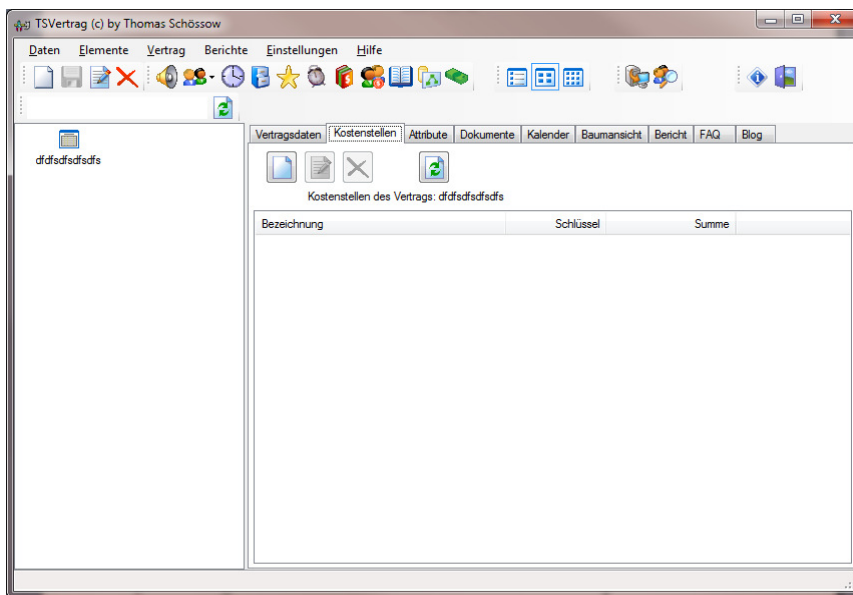 TSVertrag (c) by Thomas Schössow
Daten Elemente Vertrag Berichte Einstellungen Hilfe
Vertragsdaten Kostenstellen Attribute Dokumente Kalender Baumansicht Bericht FAQ Blog
dfdfsdfsdfsdfs
Kostenstellen des Vertrags: dfdfsdfsdfsdfs
Bezeichnung Schlüssel Summe